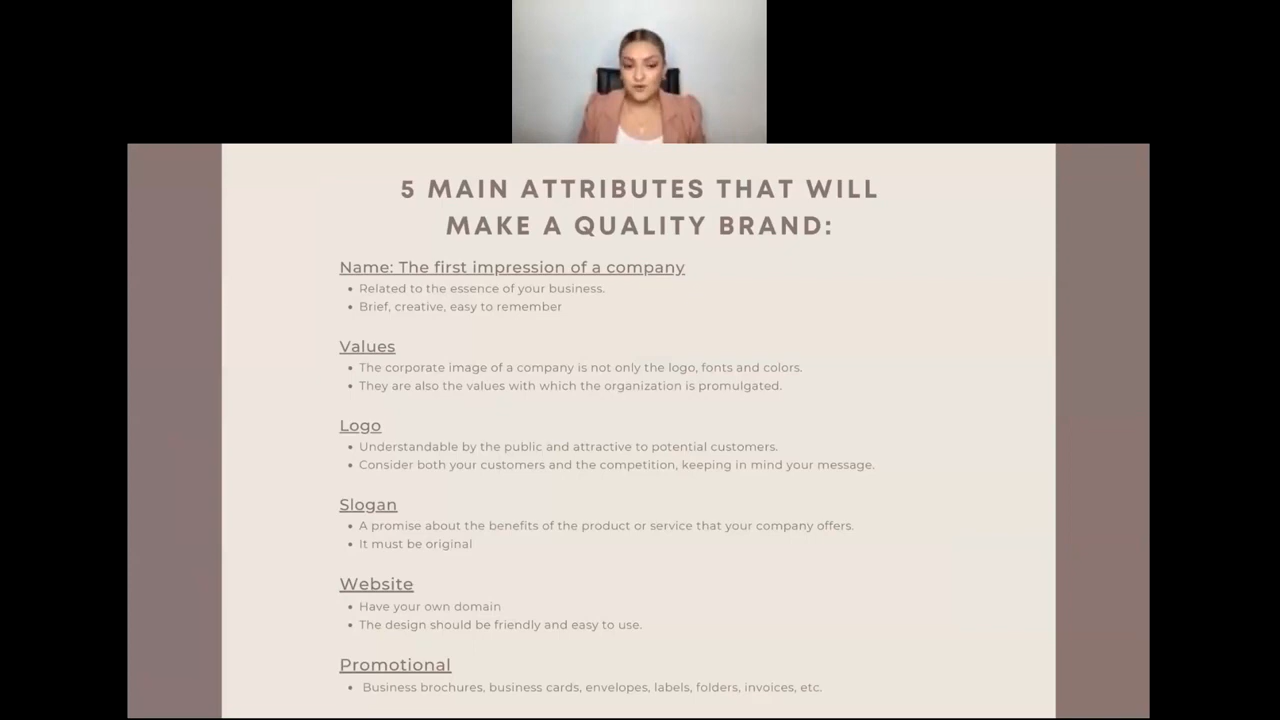 5 MAIN ATTRIBUTES THAT WILL
MAKE A QUALITY BRAND:
Name: The first impression of a company
• Related to the essence of your business.
• Brief, creative, easy to remember
Values
• The corporate image of a company is not only the logo, fonts and colors.
• They are also the values with which the organization is promulgated.
Logo
• Understandable by the public and attractive to potential customers.
• Consider both your customers and the competition, keeping in mind your message.
Slogan
• A promise about the benefits of the product or service that your company offers.
• It must be original
Website
• Have your own domain
• The design should be friendly and easy to use.
Promotional
• Business brochures, business cards, envelopes, labels, folders, invoices, etc.